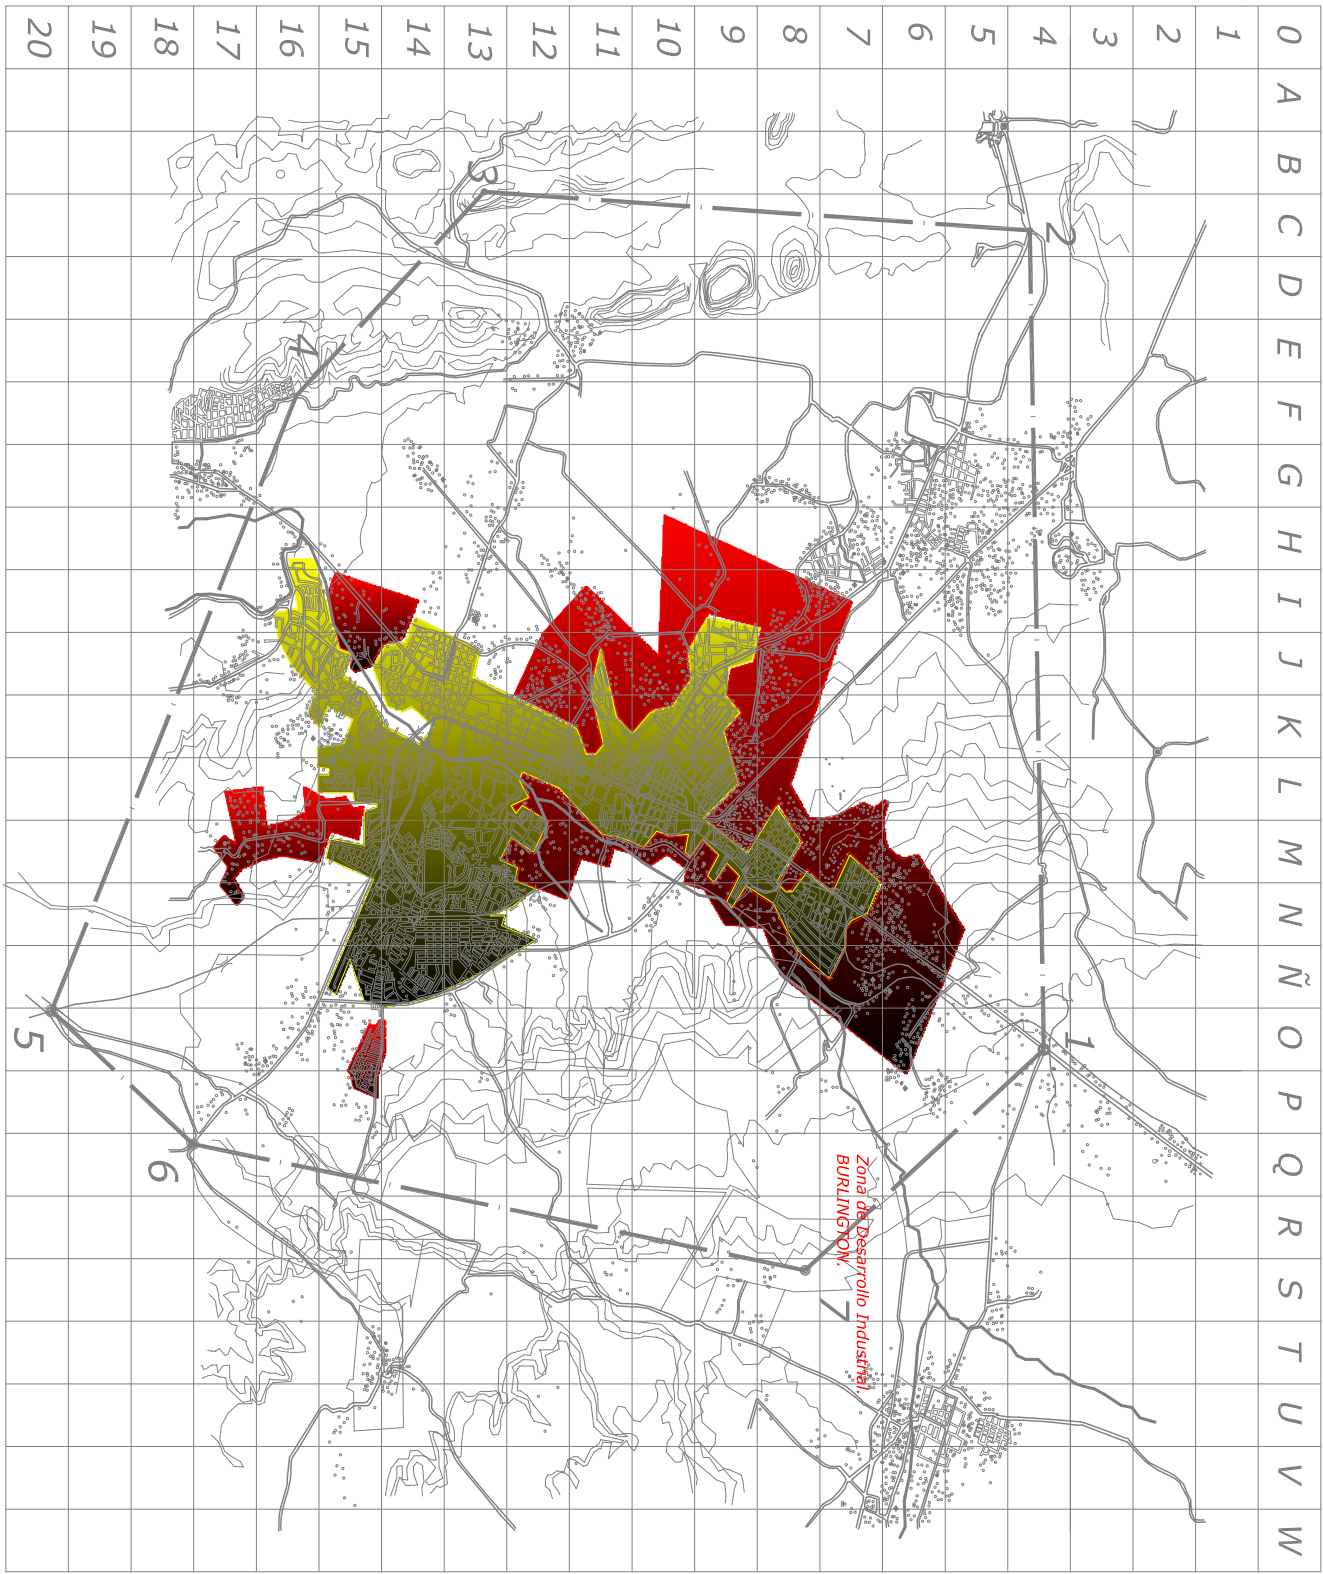 0 1 2 3 4 5 6 7 8 9 10 11 12 13 14 15 16 17 18 19 20
A
B
C
D
E
F
G
H
I
J
K
L
M
N
Ñ
O
P
Q
R
S
T
U
V
W
1
2
3
4
5
6
7
Zona de Desarrollo Industrial.
BURLINGTON.